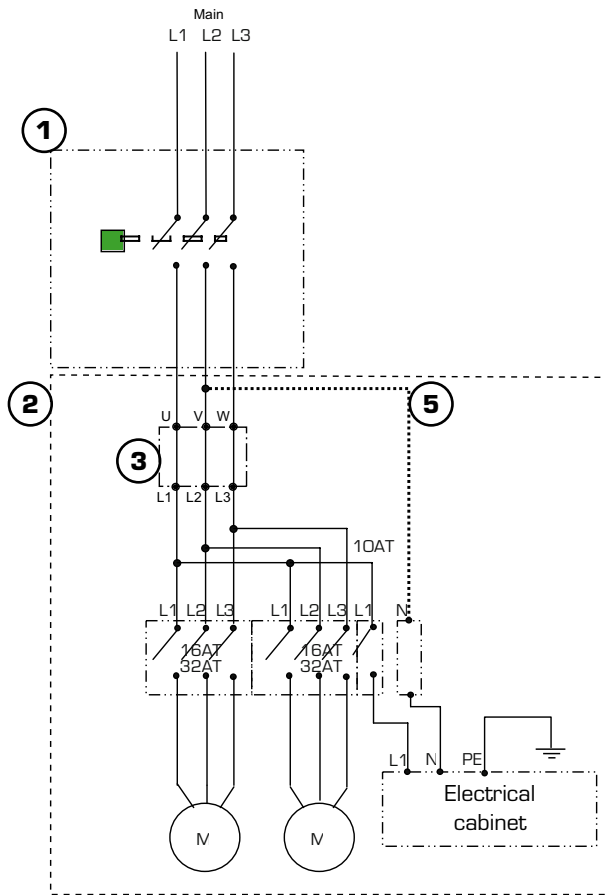 Main
L1 L2 L3
1
2
5
U V W
3
L1 L2 L3
10AT
L1 L2 L3 L1 L2 L3 L1 N
16AT 16AT
32AT 32AT
L1 N PE
Electrical
cabinet
M M